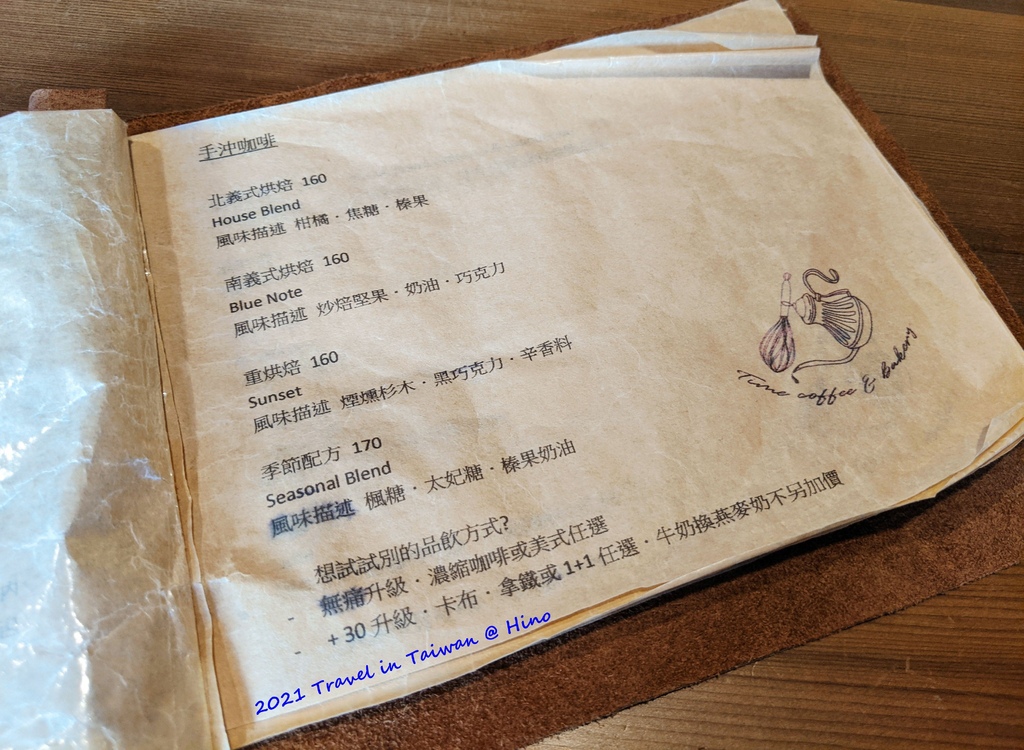 手沖咖啡
北義式烘焙 160
House Blend
風味描述 柑橘・焦糖・榛果
南義式烘焙 160
Blue Note
風味描述 炒焙堅果・奶油・巧克力
重烘焙 160
Sunset
風味描述 煙燻杉木・黑巧克力・辛香料
季節配方 170
Seasonal Blend
風味描述 楓糖・太妃糖・榛果奶油
想試試別的品飲方式?
- 無痛升級・濃縮咖啡或美式任選
- + 30 升級・卡布・拿鐵或 1+1 任選・牛奶換燕麥奶不另加價
Time coffee & Bakery
2021 Travel in Taiwan @ Hino